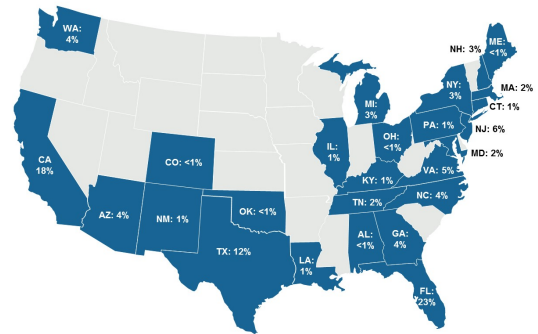 WA:
4%
ME:
<1%
NH: 3%
NY:
3%
MA: 2%
MI:
3%
CT: 1%
CA
18%
CO: <1%
IL:
1%
OH:
<1%
PA: 1%
NJ: 6%
MD: 2%
VA: 5%
KY: 1%
NC: 4%
TN: 2%
AZ: 4%
NM: 1%
OK: <1%
AL:
<1%
GA:
4%
TX: 12%
LA:
1%
FL:
23%